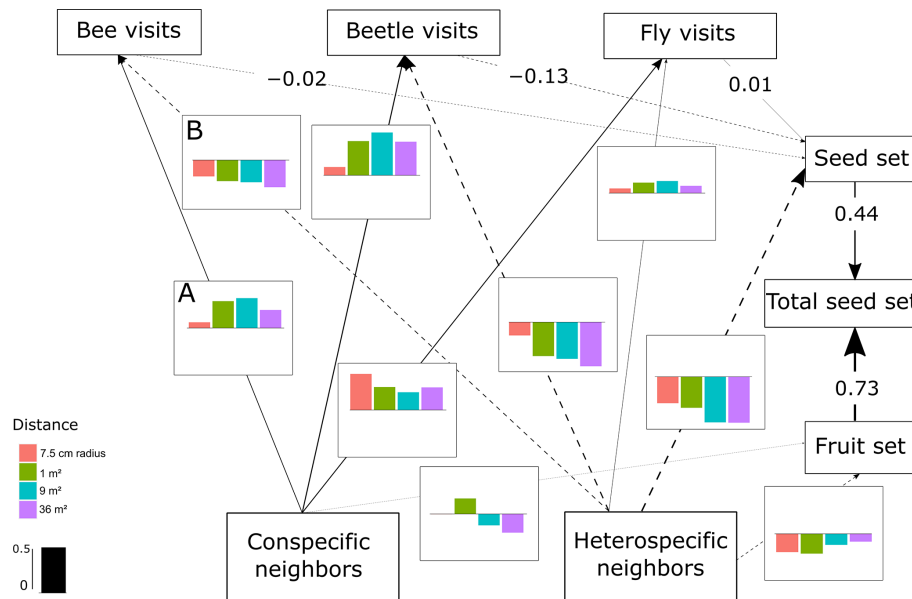 Bee visits
Beetle visits
Fly visits
−0.02
−0.13
0.01
B
Seed set
0.44
A
Total seed set
0.73
Distance
7.5 cm radius
1 m²
9 m²
36 m²
Fruit set
0.5
0
Conspecific
neighbors
Heterospecific
neighbors